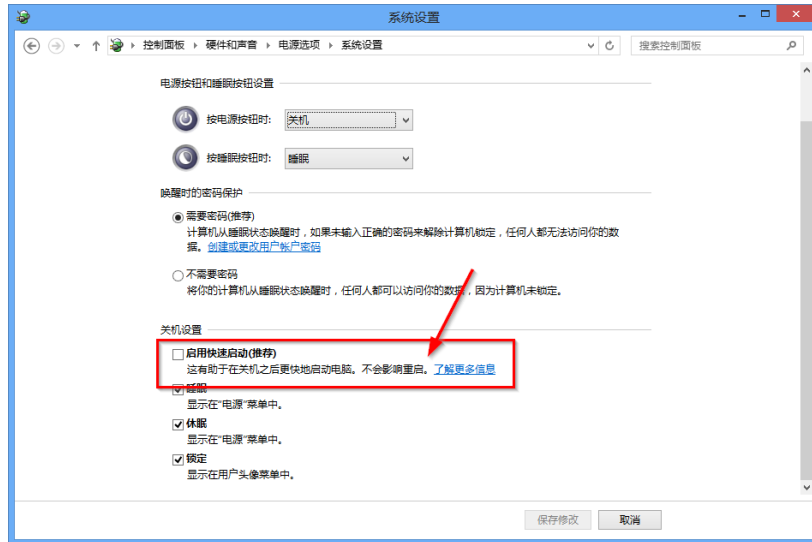 系统设置
控制面板 硬件和声音 电源选项 系统设置 搜索控制面板
电源按钮和睡眠按钮设置
按电源按钮时: 关机
按睡眠按钮时: 睡眠
唤醒时的密码保护
需要密码(推荐)
计算机从睡眠状态唤醒时，如果未输入正确的密码来解除计算机锁定，任何人都无法访问你的数
据。创建或更改用户帐户密码
不需要密码
将你的计算机从睡眠状态唤醒时，任何人都可以访问你的数据，因为计算机未锁定。
关机设置
启用快速启动(推荐)
这有助于在关机之后更快地启动电脑。不会影响重启。了解更多信息
睡眠
显示在"电源"菜单中。
休眠
显示在"电源"菜单中。
锁定
显示在用户头像菜单中。
保存修改 取消